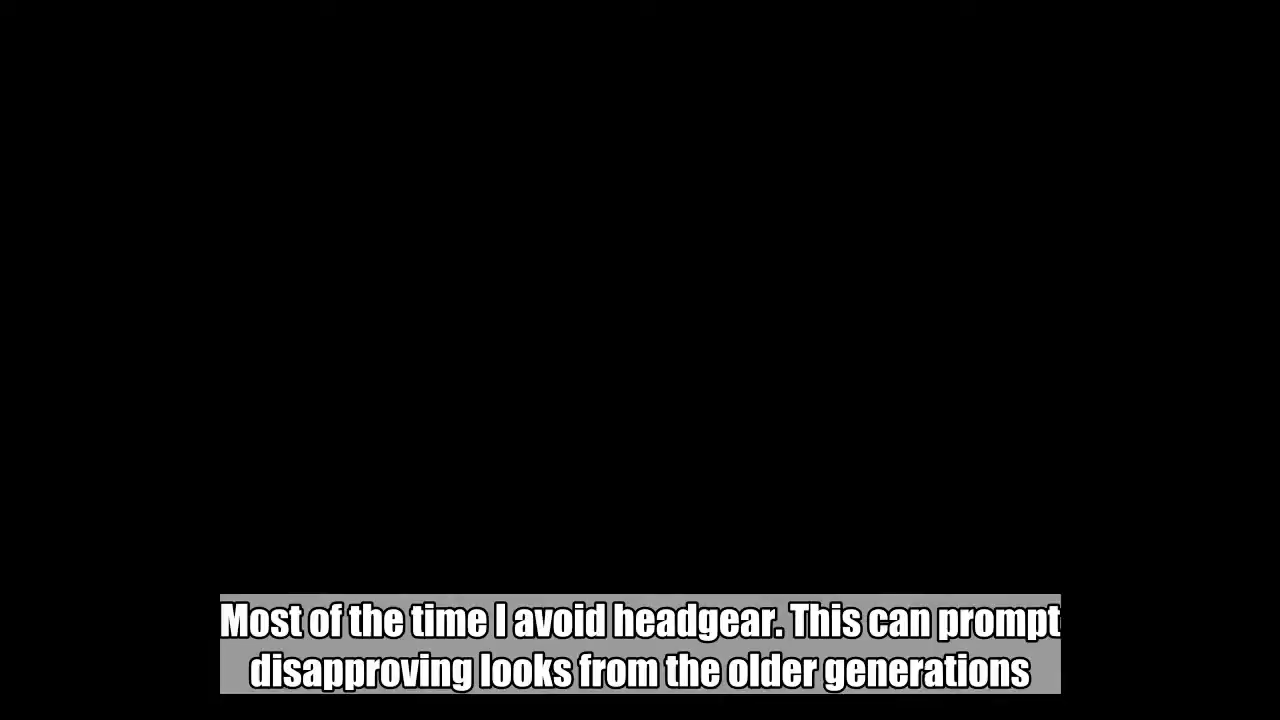 Most of the time I avoid headgear. This can prompt
disapproving looks from the older generations